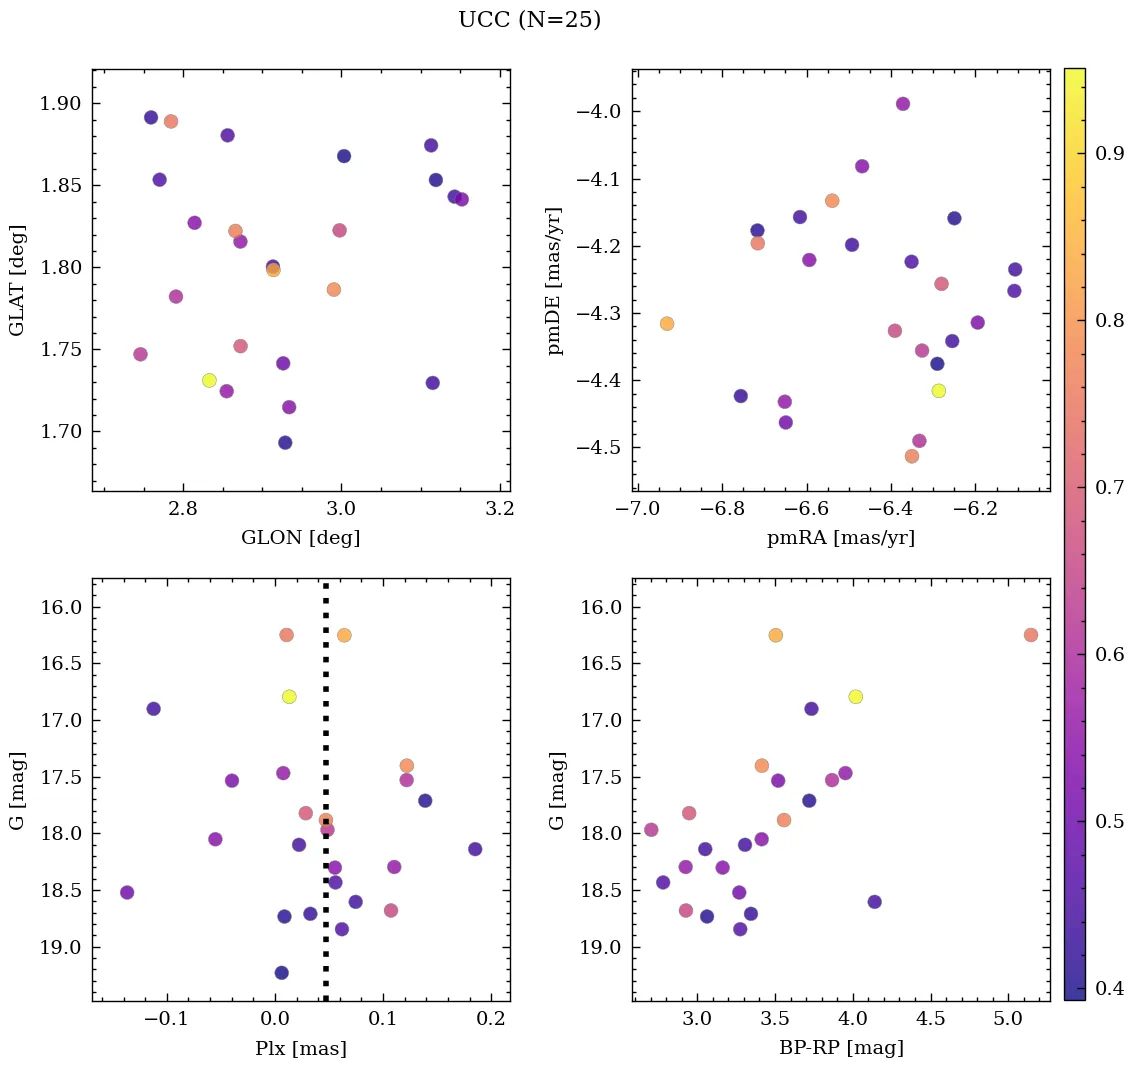 UCC (N=25)
1.90
1.85
1.80
1.75
1.70
GLAT [deg]
2.8 3.0 3.2
GLON [deg]
−4.0
−4.1
−4.2
−4.3
−4.4
−4.5
pmDE [mas/yr]
−7.0 −6.8 −6.6 −6.4 −6.2
pmRA [mas/yr]
16.0
16.5
17.0
17.5
18.0
18.5
19.0
G [mag]
−0.1 0.0 0.1 0.2
Plx [mas]
16.0
16.5
17.0
17.5
18.0
18.5
19.0
G [mag]
3.0 3.5 4.0 4.5 5.0
BP-RP [mag]
0.9
0.8
0.7
0.6
0.5
0.4